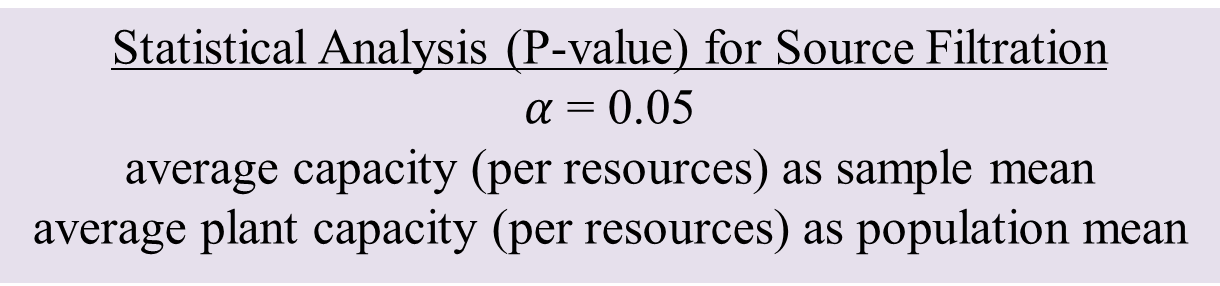 Statistical Analysis (P-value) for Source Filtration
α = 0.05
average capacity (per resources) as sample mean
average plant capacity (per resources) as population mean